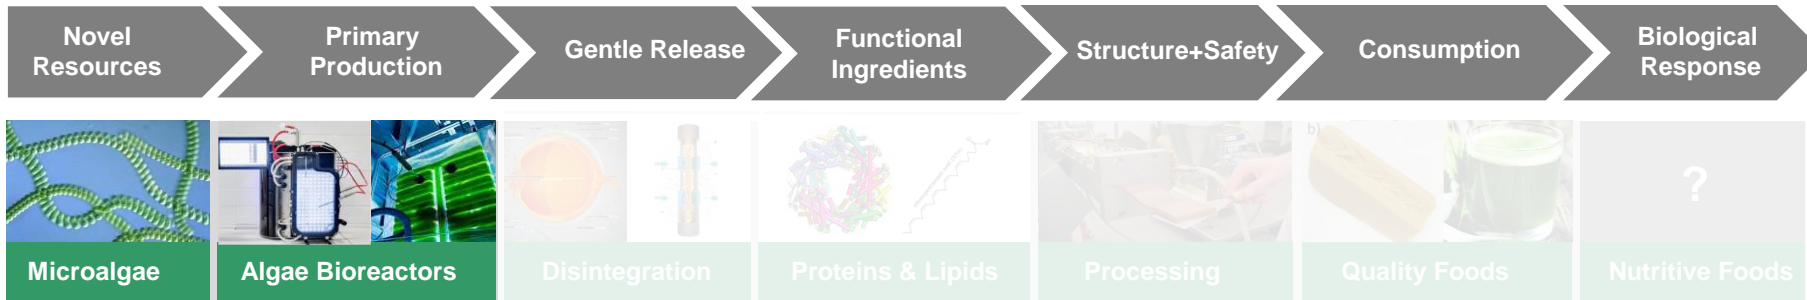 Novel
Resources
Primary
Production
Gentle Release
Functional
Ingredients
Structure+Safety
Consumption
Biological
Response
b)
?
Microalgae
Algae Bioreactors
Disintegration
Proteins & Lipids
Processing
Quality Foods
Nutritive Foods